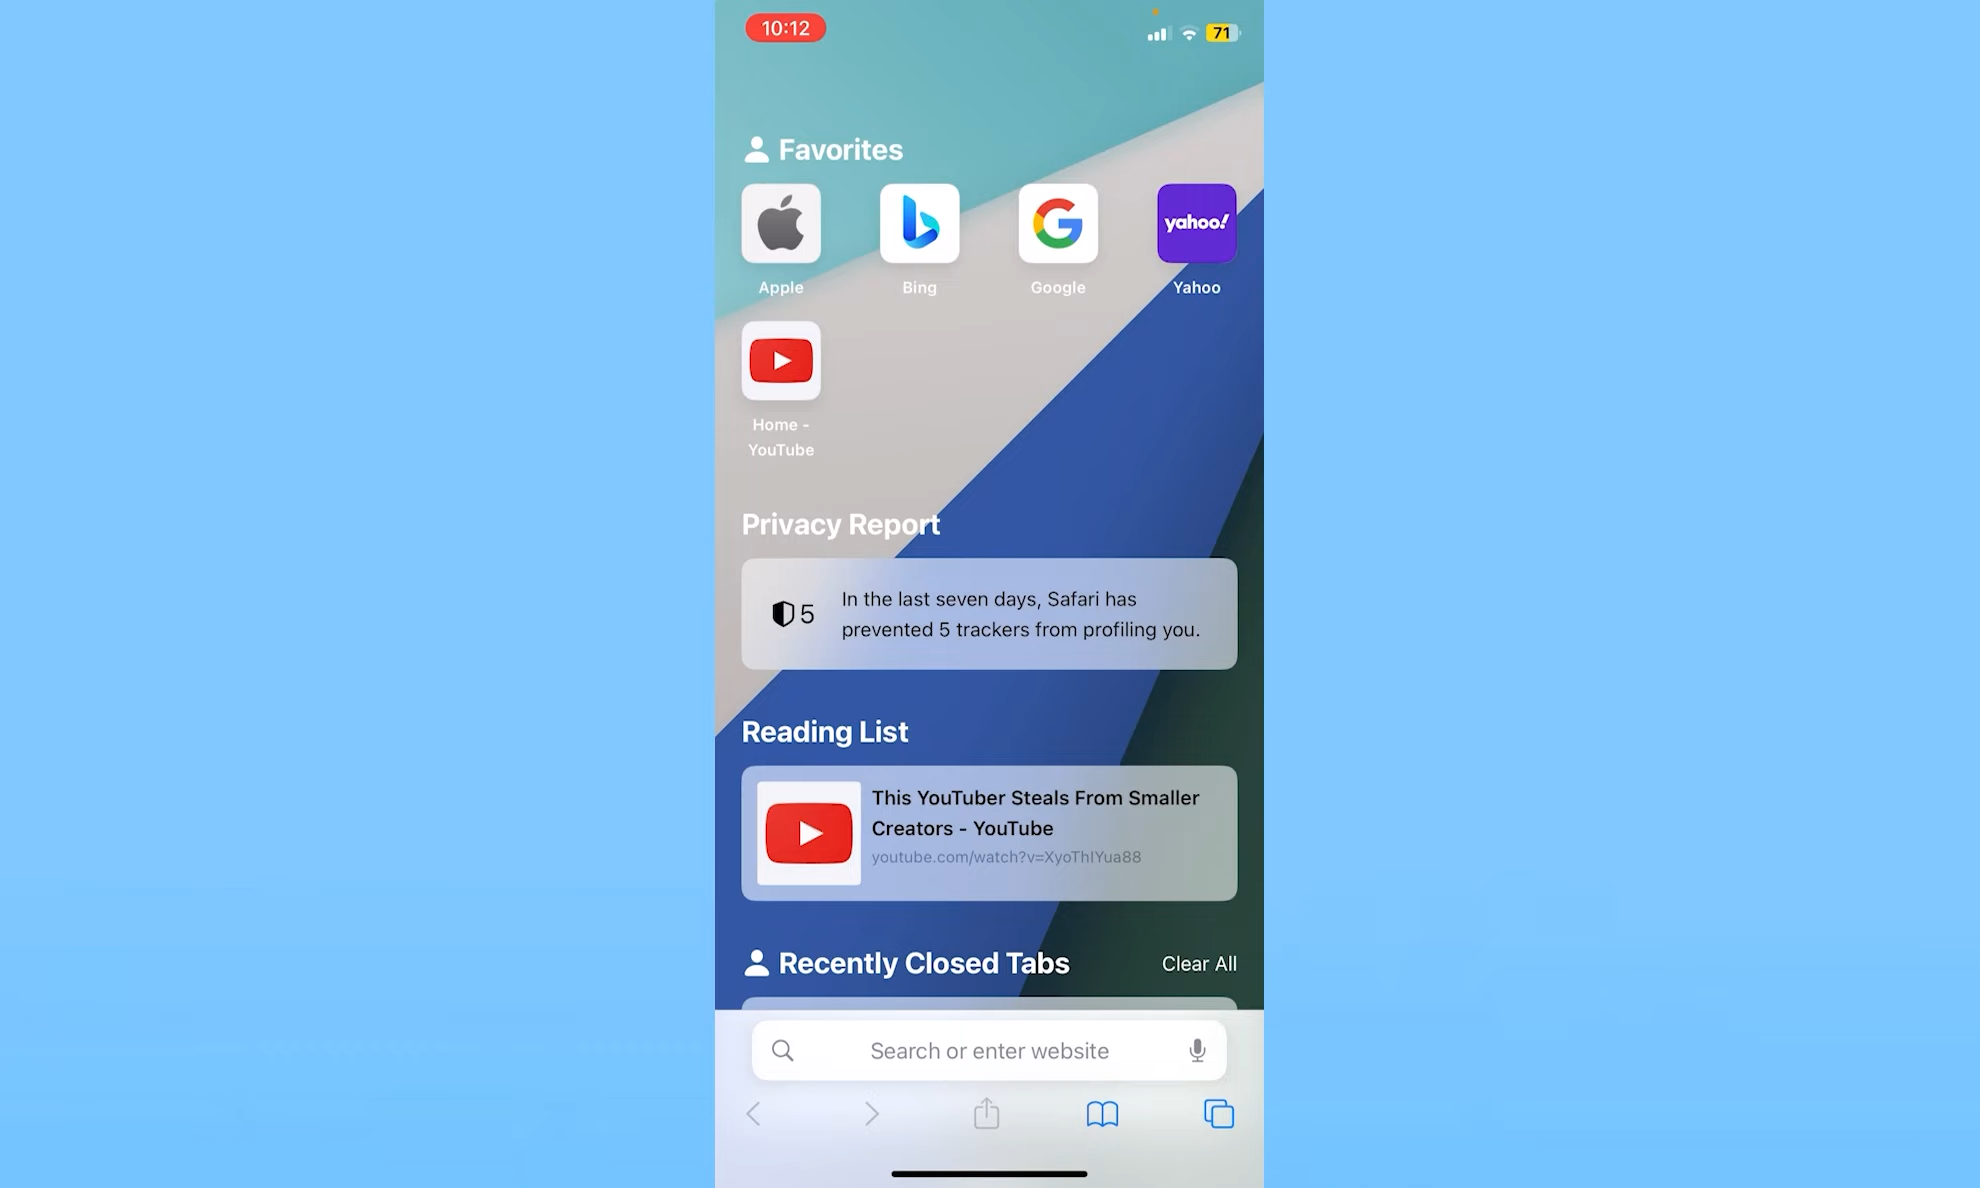 10:12
71
Favorites
yahoo!
Apple
Bing
Google
Yahoo
Home -
YouTube
Privacy Report
5
In the last seven days, Safari has
prevented 5 trackers from profiling you.
Reading List
This YouTuber Steals From Smaller
Creators - YouTube
youtube.com/watch?v=XyoThIYua88
Recently Closed Tabs
Clear All
Search or enter website